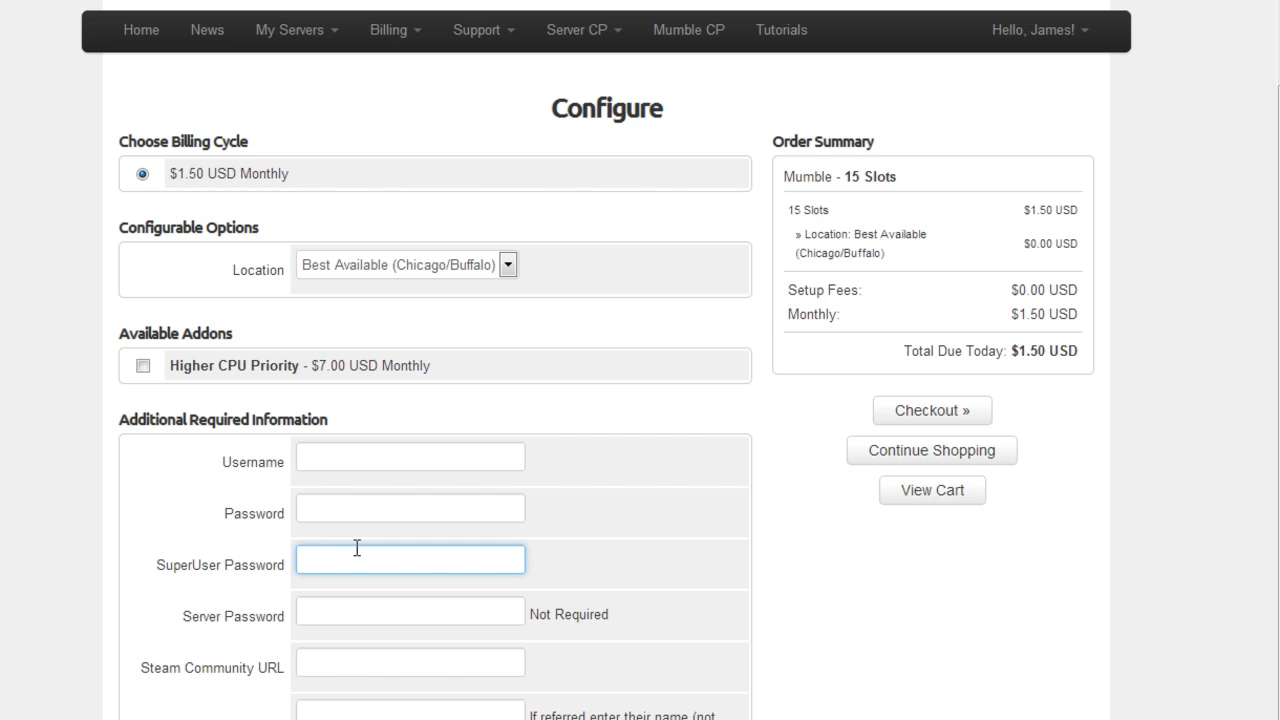 Home News My Servers Billing Support Server CP Mumble CP Tutorials Hello, James!
Configure
Choose Billing Cycle
$1.50 USD Monthly
Configurable Options
Location Best Available (Chicago/Buffalo)
Available Addons
Higher CPU Priority - $7.00 USD Monthly
Additional Required Information
Username
Password
SuperUser Password
Server Password Not Required
Steam Community URL
If referred enter their name (not
Order Summary
Mumble - 15 Slots
15 Slots $1.50 USD
» Location: Best Available
(Chicago/Buffalo) $0.00 USD
Setup Fees: $0.00 USD
Monthly: $1.50 USD
Total Due Today: $1.50 USD
Checkout »
Continue Shopping
View Cart